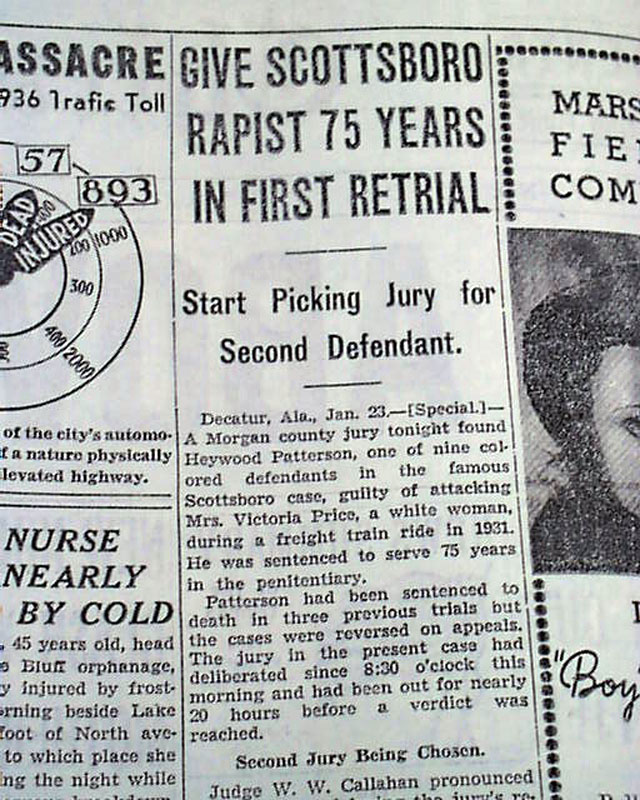 ASSACRE
936 Trafic Toll
57
893
DEAD
INJURED
200
1000
300
400
2000
of the city's automo-
f a nature physically
levated highway.
NURSE
NEARLY
BY COLD
, 45 years old, head
e Bluff orphanage,
y injured by frost-
orning beside Lake
foot of North ave-
to which place she
ng the night while
GIVE SCOTTSBORO
RAPIST 75 YEARS
IN FIRST RETRIAL
Start Picking Jury for
Second Defendant.
Decatur, Ala., Jan. 23.—[Special.]—
A Morgan county jury tonight found
Heywood Patterson, one of nine col-
ored defendants in the famous
Scottsboro case, guilty of attacking
Mrs. Victoria Price, a white woman,
during a freight train ride in 1931.
He was sentenced to serve 75 years
in the penitentiary.
Patterson had been sentenced to
death in three previous trials but
the cases were reversed on appeals.
The jury in the present case had
deliberated since 8:30 o'clock this
morning and had been out for nearly
20 hours before a verdict was
reached.
Second Jury Being Chosen.
Judge W. W. Callahan pronounced
the jury's re-
MARS
FIE
COM
"Boy